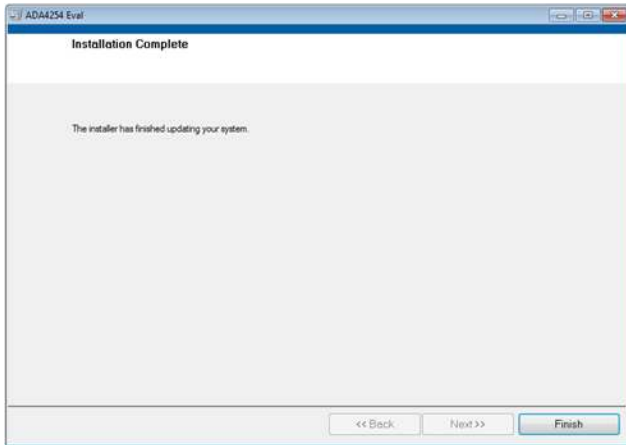 ADA4254 Eval
Installation Complete
The installer has finished updating your system.
<< Back
Next >>
Finish